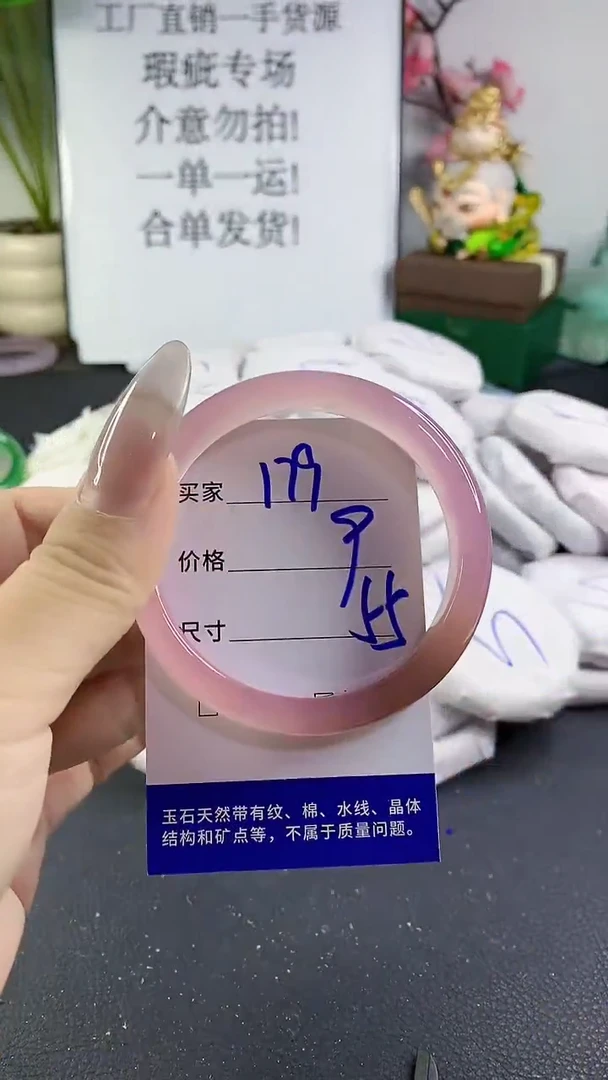 工厂直销一手货源
瑕疵专场
介意勿拍!
一单一运!
合单发货!
买家 179
价格
尺寸 55
玉石天然带有纹、棉、水线、晶体
结构和矿点等，不属于质量问题。